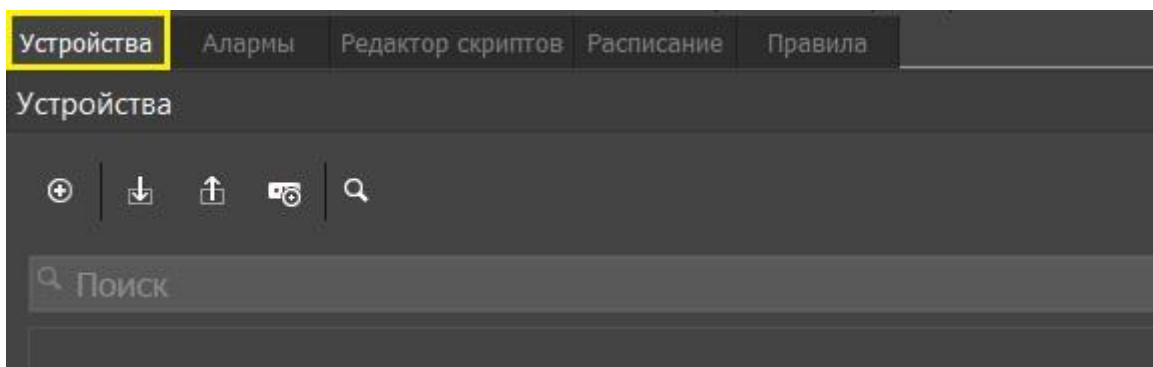 Устройства Алармы Редактор скриптов Расписание Правила
Устройства
Поиск